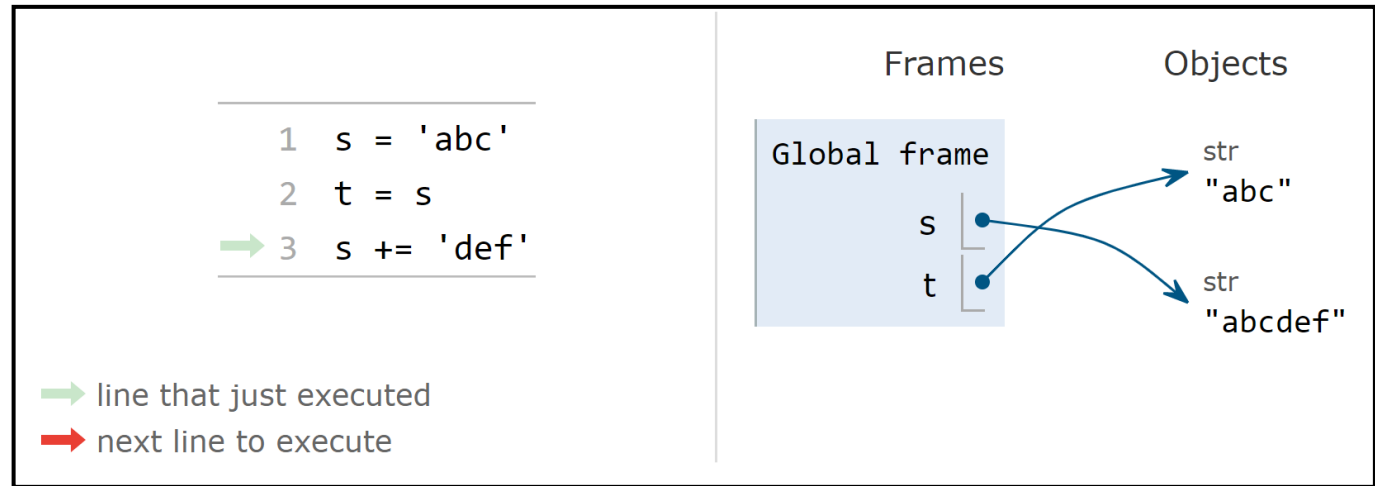 1 s = 'abc'
2 t = s
3 s += 'def'
line that just executed
next line to execute
Frames Objects
Global frame
s
t
str
"abc"
str
"abcdef"